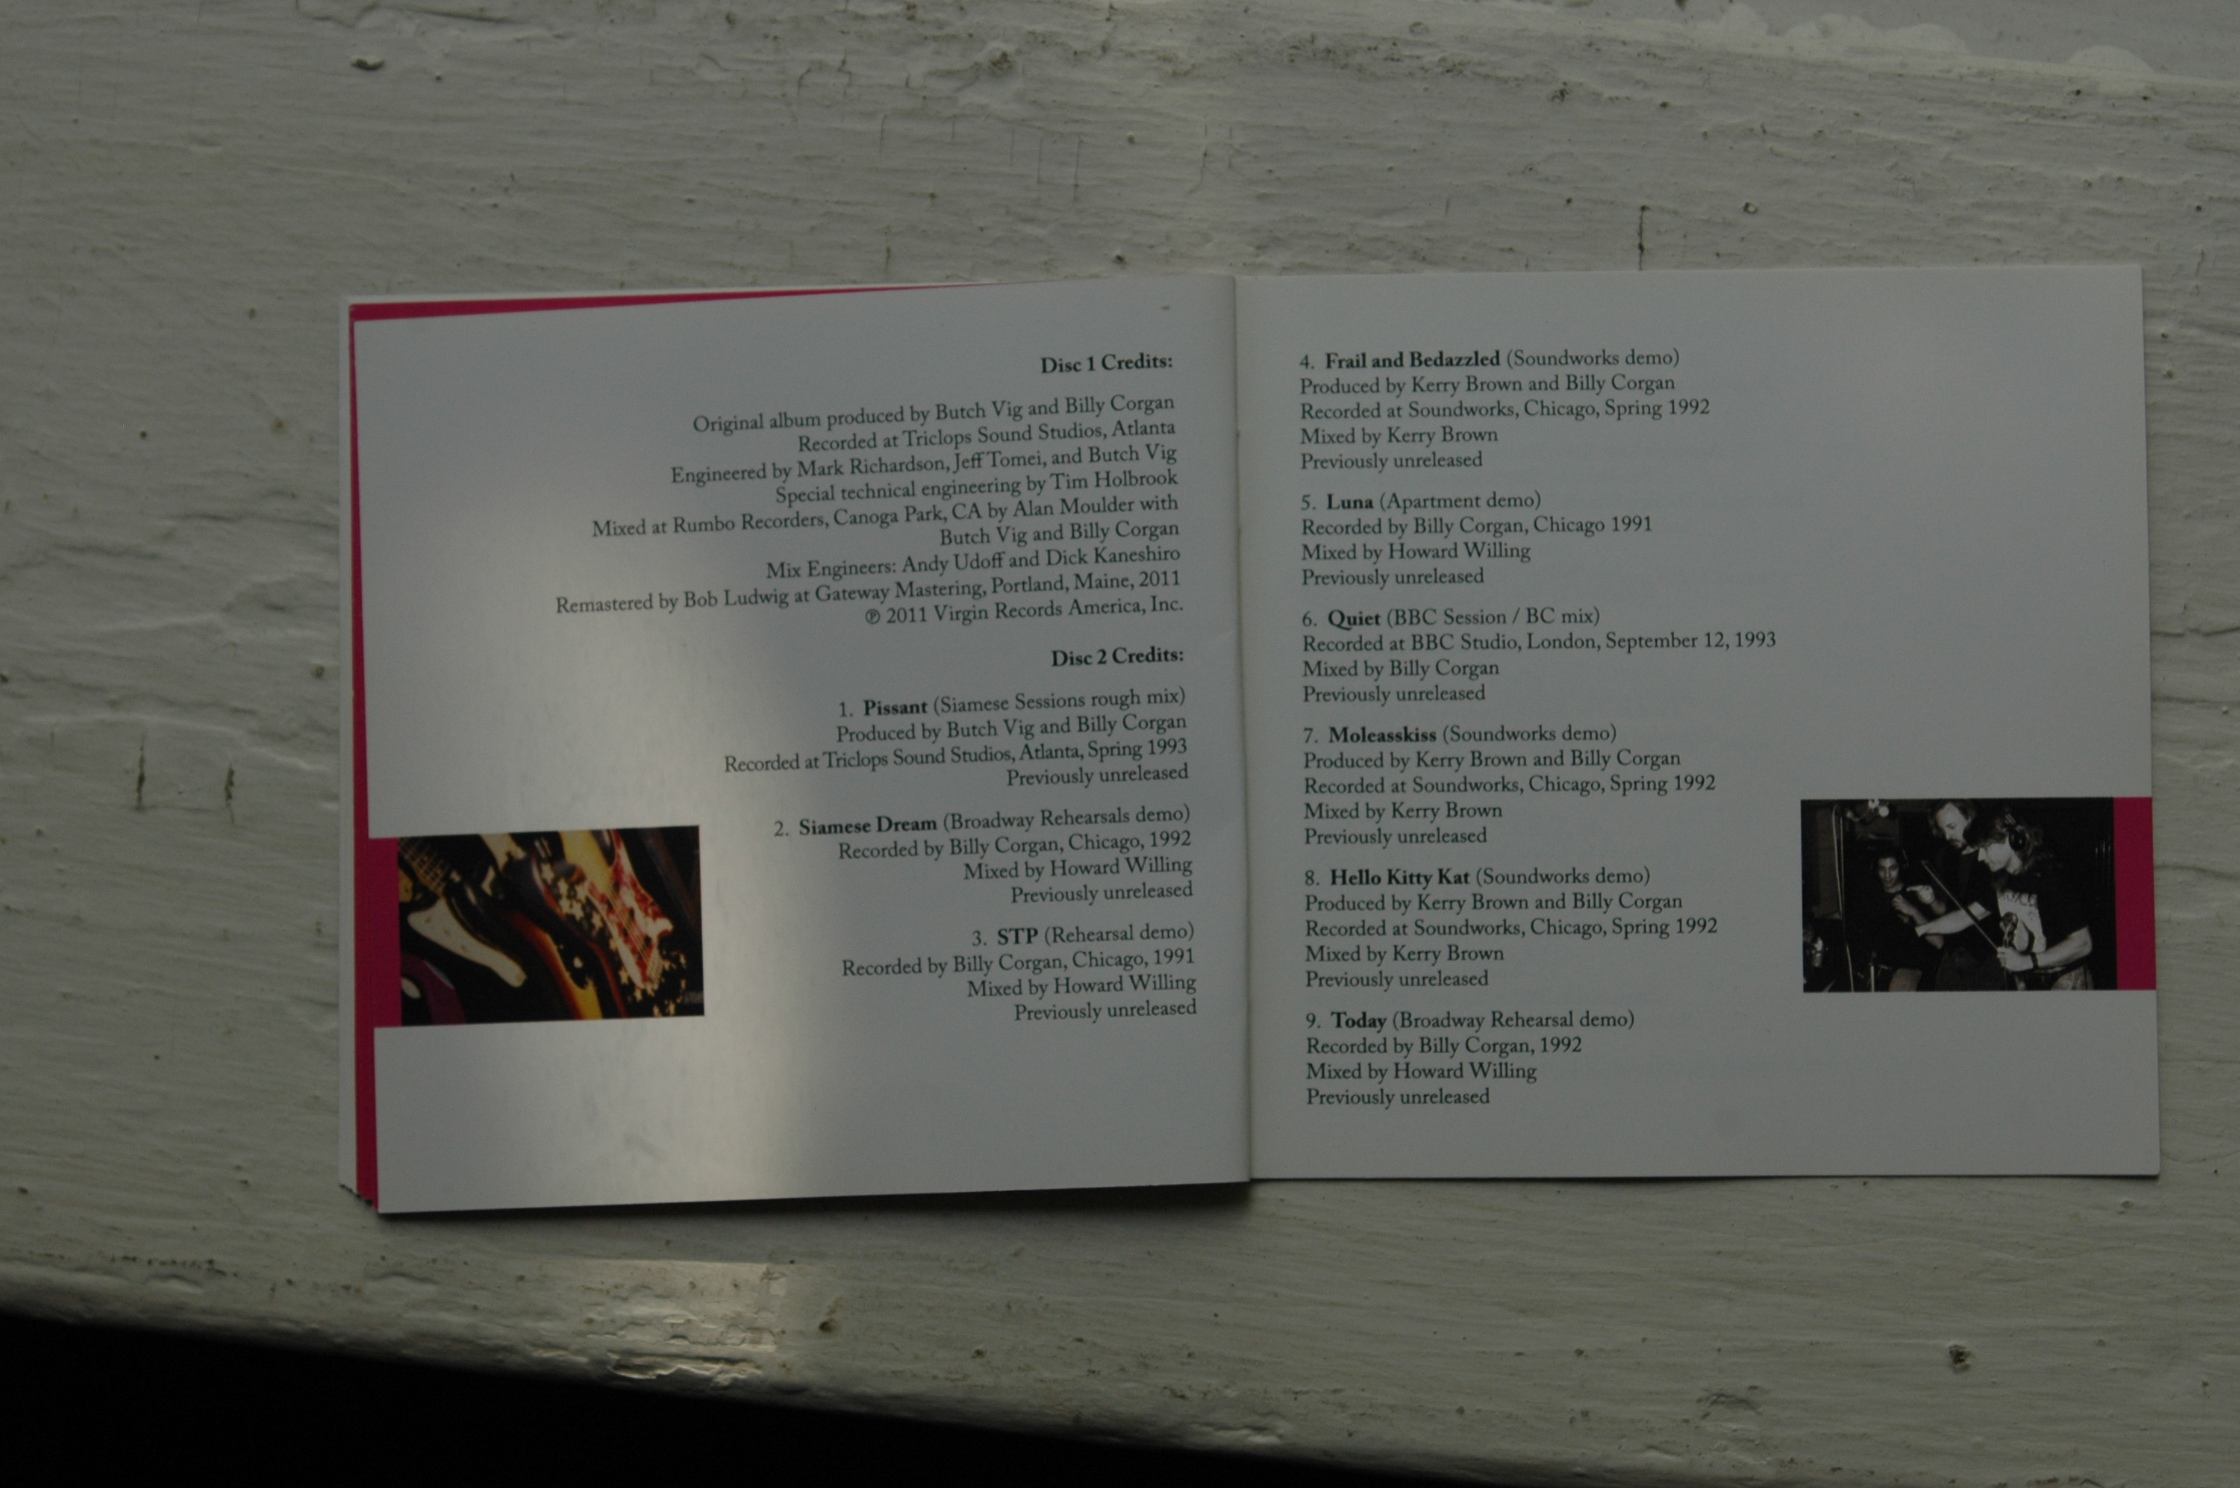 Disc 1 Credits:
Original album produced by Butch Vig and Billy Corgan
Recorded at Triclops Sound Studios, Atlanta
Engineered by Mark Richardson, Jeff Tomei, and Butch Vig
Special technical engineering by Tim Holbrook
Mixed at Rumbo Recorders, Canoga Park, CA by Alan Moulder with
Butch Vig and Billy Corgan
Mix Engineers: Andy Udoff and Dick Kaneshiro
Remastered by Bob Ludwig at Gateway Mastering, Portland, Maine, 2011
℗ 2011 Virgin Records America, Inc.
Disc 2 Credits:
1. Pissant (Siamese Sessions rough mix)
Produced by Butch Vig and Billy Corgan
Recorded at Triclops Sound Studios, Atlanta, Spring 1993
Previously unreleased
2. Siamese Dream (Broadway Rehearsals demo)
Recorded by Billy Corgan, Chicago, 1992
Mixed by Howard Willing
Previously unreleased
3. STP (Rehearsal demo)
Recorded by Billy Corgan, Chicago, 1991
Mixed by Howard Willing
Previously unreleased
4. Frail and Bedazzled (Soundworks demo)
Produced by Kerry Brown and Billy Corgan
Recorded at Soundworks, Chicago, Spring 1992
Mixed by Kerry Brown
Previously unreleased
5. Luna (Apartment demo)
Recorded by Billy Corgan, Chicago 1991
Mixed by Howard Willing
Previously unreleased
6. Quiet (BBC Session / BC mix)
Recorded at BBC Studio, London, September 12, 1993
Mixed by Billy Corgan
Previously unreleased
7. Moleasskiss (Soundworks demo)
Produced by Kerry Brown and Billy Corgan
Recorded at Soundworks, Chicago, Spring 1992
Mixed by Kerry Brown
Previously unreleased
8. Hello Kitty Kat (Soundworks demo)
Produced by Kerry Brown and Billy Corgan
Recorded at Soundworks, Chicago, Spring 1992
Mixed by Kerry Brown
Previously unreleased
9. Today (Broadway Rehearsal demo)
Recorded by Billy Corgan, 1992
Mixed by Howard Willing
Previously unreleased